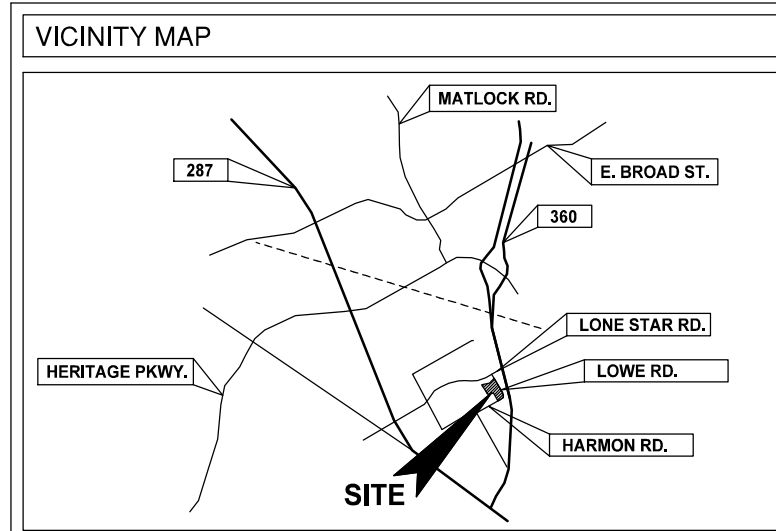 VICINITY MAP
MATLOCK RD.
287
E. BROAD ST.
360
LONE STAR RD.
HERITAGE PKWY.
LOWE RD.
HARMON RD.
SITE